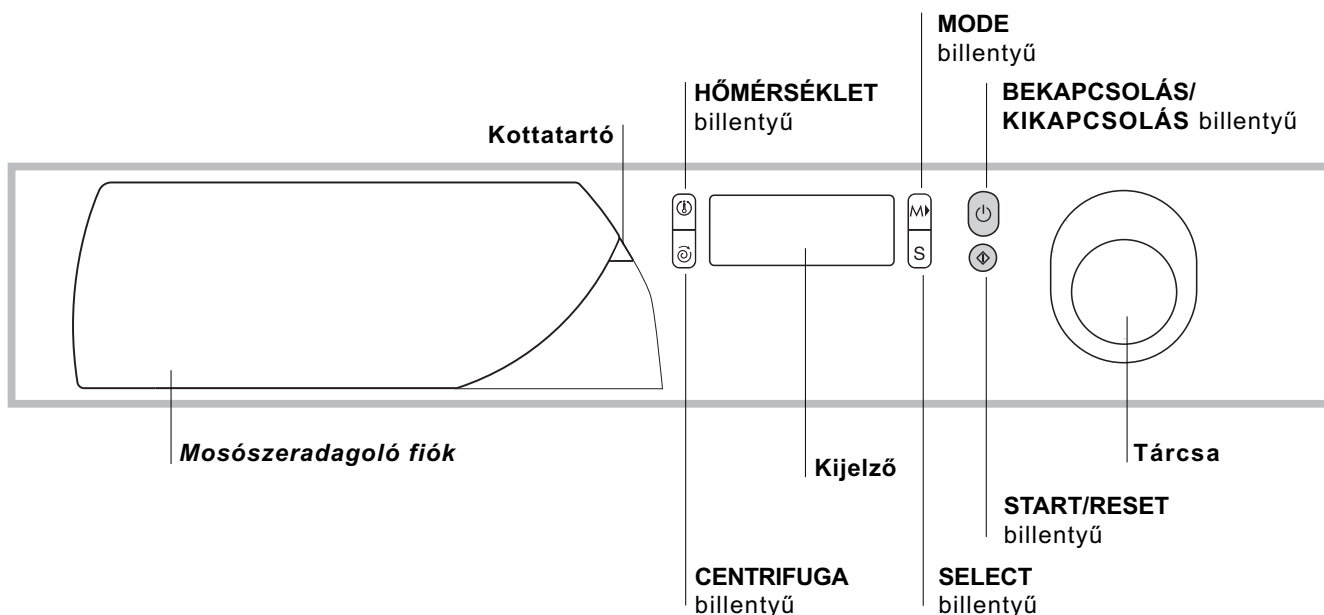 MODE
billentyű
HŐMÉRSÉKLET
billentyű
BEKAPCSOLÁS/
KIKAPCSOLÁS billentyű
Kottatartó
M
S
Mosószeradagoló fiók
Kijelző
Tárcsa
START/RESET
billentyű
CENTRIFUGA
billentyű
SELECT
billentyű